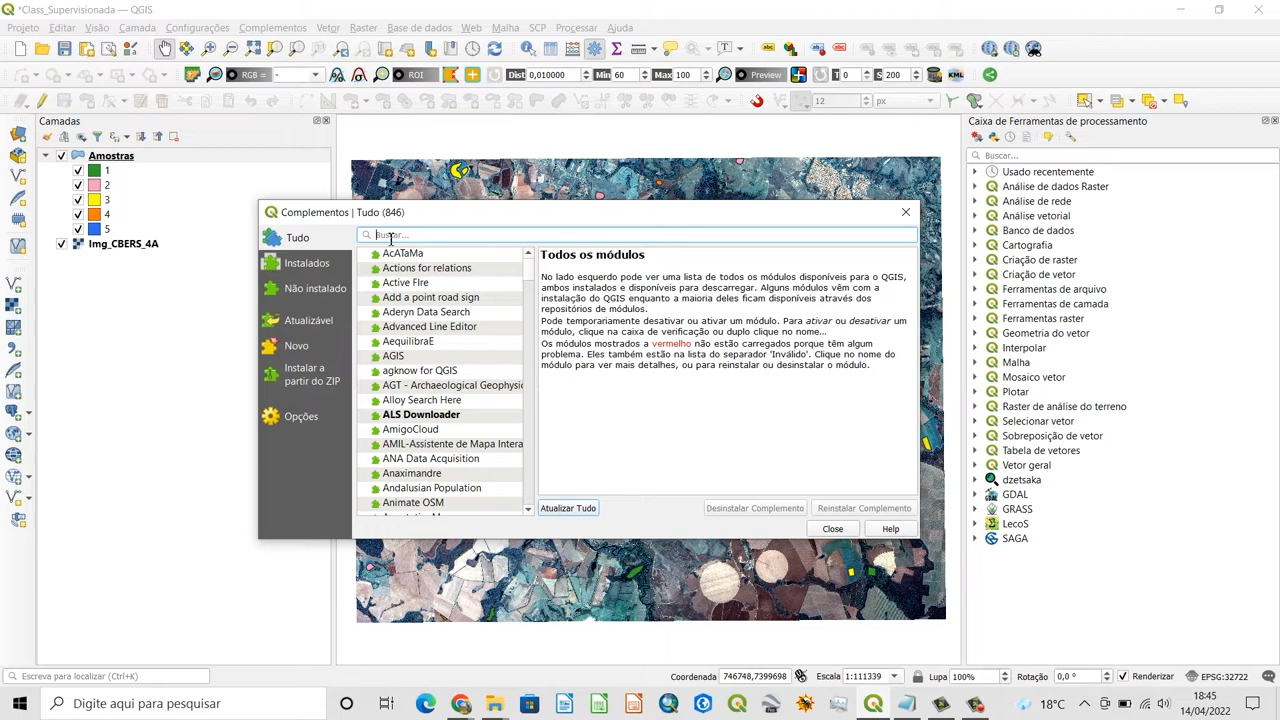 *Class_Supervisionada — QGIS
Projeto Editar Visão Camada Configurações Complementos Vetor Raster Base de dados Web Malha SCP Processar Ajuda
RGB = - ROI Dist 0,010000 Min 60 Max 100 Preview T 0 S 200 KML
12 px
Camadas
Caixa de Ferramentas de processamento
Amostras
1
2
3
4
5
Img_CBERS_4A
Complementos | Tudo (846)
Tudo
Instalados
Não instalado
Atualizável
Novo
Instalar a
partir do ZIP
Opções
Buscar...
AcATaMa
Actions for relations
Active FIre
Add a point road sign
Aderyn Data Search
Advanced Line Editor
AequilibraE
AGIS
agknow for QGIS
AGT - Archaeological Geophysic
Alloy Search Here
ALS Downloader
AmigoCloud
AMIL-Assistente de Mapa Intera
ANA Data Acquisition
Anaximandre
Andalusian Population
Animate OSM
Todos os módulos
No lado esquerdo pode ver uma lista de todos os módulos disponíveis para o QGIS,
ambos instalados e disponíveis para descarregar. Alguns módulos vêm com a
instalação do QGIS enquanto a maioria deles ficam disponíveis através dos
repositórios de módulos.
Pode temporariamente desativar ou ativar um módulo. Para ativar ou desativar um
módulo, clique na caixa de verificação ou duplo clique no nome...
Os módulos mostrados a vermelho não estão carregados porque têm algum
problema. Eles também estão na lista do separador 'Inválido'. Clique no nome do
módulo para ver mais detalhes, ou para reinstalar ou desinstalar o módulo.
Atualizar Tudo
Desinstalar Complemento
Reinstalar Complemento
Close
Help
Buscar...
Usado recentemente
Análise de dados Raster
Análise de rede
Análise vetorial
Banco de dados
Cartografia
Criação de raster
Criação de vetor
Ferramentas de arquivo
Ferramentas de camada
Ferramentas raster
Geometria do vetor
Interpolar
Malha
Mosaico vetor
Plotar
Raster de análise do terreno
Selecionar vetor
Sobreposição de vetor
Tabela de vetores
Vetor geral
dzetsaka
GDAL
GRASS
LecoS
SAGA
Escreva para localizar (Ctrl+K)
Coordenada 746748,7399698 Escala 1:111339 Lupa 100% Rotação 0,0 ° Renderizar EPSG:32722
Digite aqui para pesquisar
18°C
18:45
14/04/2022